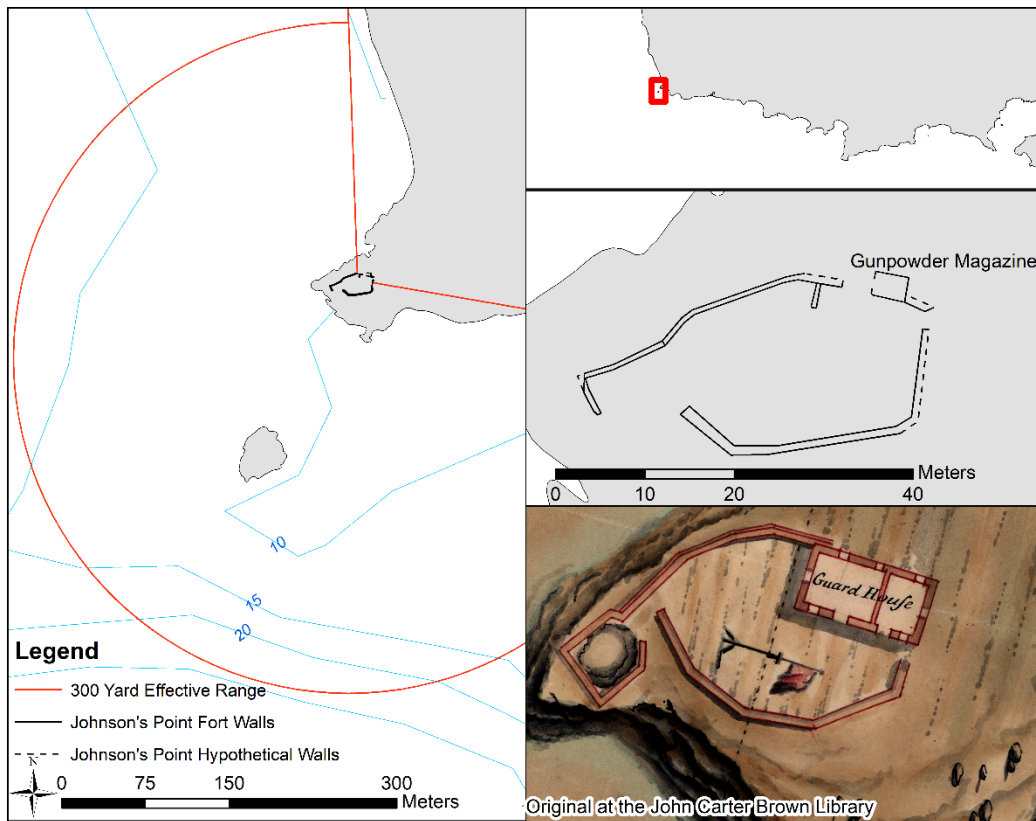 10
15
20
Legend
300 Yard Effective Range
Johnson's Point Fort Walls
Johnson's Point Hypothetical Walls
N
0 75 150 300
Meters
Gunpowder Magazine
Meters
0 10 20 40
Guard House
Original at the John Carter Brown Library